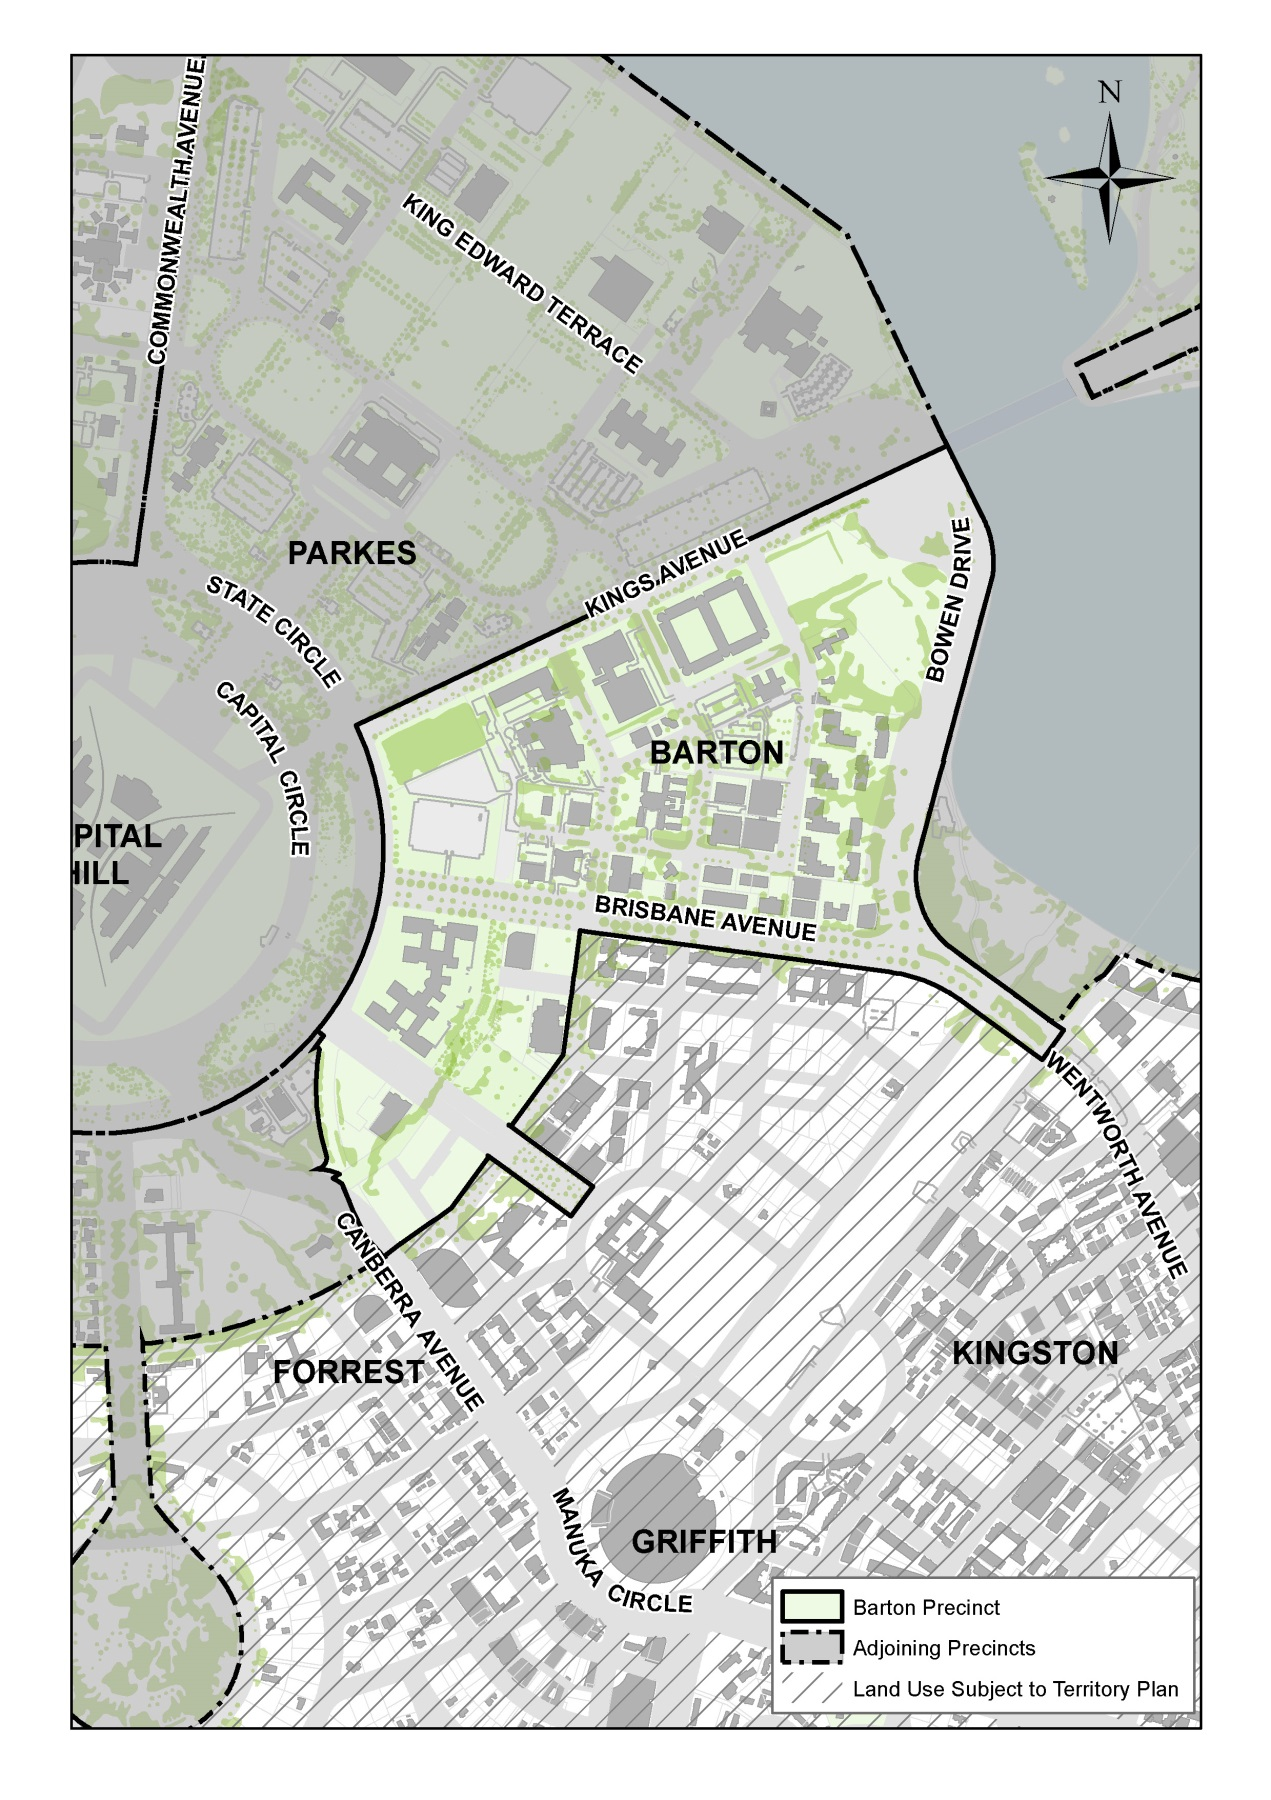 N
COMMONWEALTH AVENUE
KING EDWARD TERRACE
PARKES
STATE CIRCLE
KINGS AVENUE
BOWEN DRIVE
CAPITAL CIRCLE
BARTON
PITAL
HILL
BRISBANE AVENUE
WENTWORTH AVENUE
CANBERRA AVENUE
KINGSTON
FORREST
MANUKA CIRCLE
GRIFFITH
Barton Precinct
Adjoining Precincts
Land Use Subject to Territory Plan